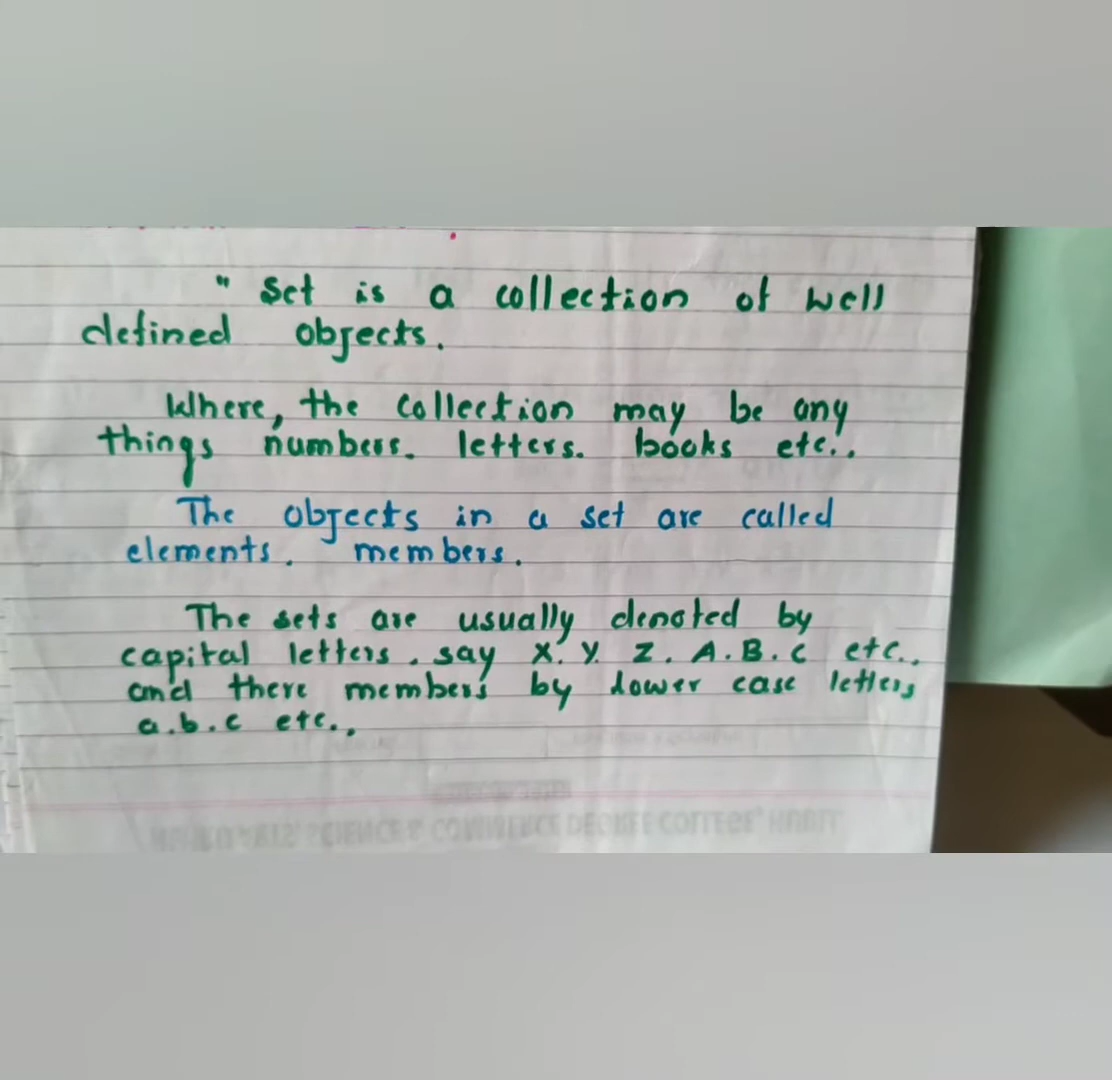 " Set is a collection of well
defined objects.
Where, the collection may be any
things numbers. letters. books etc..
The objects in a set are called
elements. members.
The sets are usually denoted by
capital letters. say X. Y. Z. A. B. C etc.,
and there members by lower case letters
a.b.c etc.,